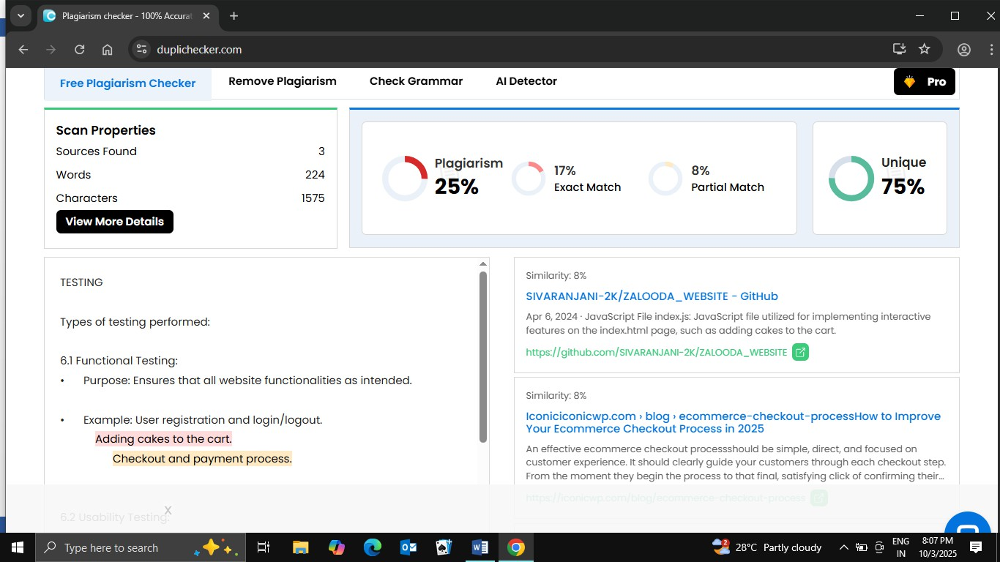 Plagiarism checker - 100% Accurat
duplichecker.com
Free Plagiarism Checker
Remove Plagiarism
Check Grammar
AI Detector
Pro
Scan Properties
Sources Found 3
Words 224
Characters 1575
View More Details
Plagiarism
25%
17%
Exact Match
8%
Partial Match
Unique
75%
TESTING
Types of testing performed:
6.1 Functional Testing:
• Purpose: Ensures that all website functionalities as intended.
• Example: User registration and login/logout.
Adding cakes to the cart.
Checkout and payment process.
X
6.2 Usability Testing:
Similarity: 8%
SIVARANJANI-2K/ZALOODA_WEBSITE - GitHub
Apr 6, 2024 · JavaScript File index.js: JavaScript file utilized for implementing interactive
features on the index.html page, such as adding cakes to the cart.
https://github.com/SIVARANJANI-2K/ZALOODA_WEBSITE
Similarity: 8%
Iconiciconicwp.com › blog › ecommerce-checkout-processHow to Improve
Your Ecommerce Checkout Process in 2025
An effective ecommerce checkout processshould be simple, direct, and focused on
customer experience. It should clearly guide your customers through each checkout step.
From the moment they begin the process to that final, satisfying click of confirming their...
https://iconicwp.com/blog/ecommerce-checkout-process
Type here to search
2
28°C Partly cloudy
ENG
IN
8:07 PM
10/3/2025